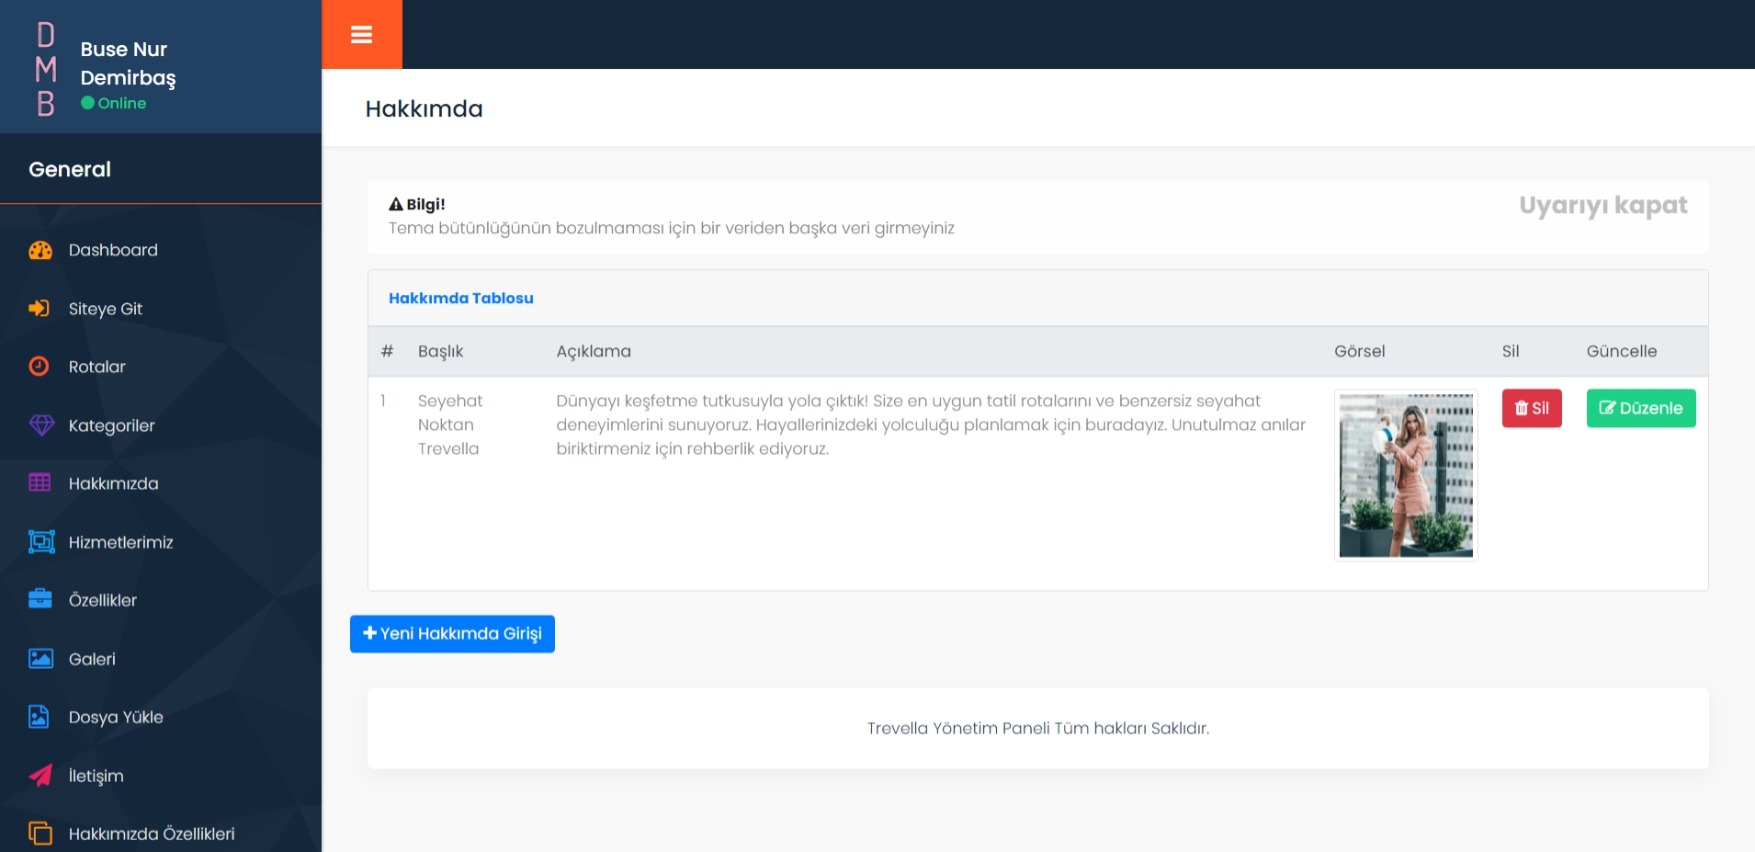 D
M
B
Buse Nur
Demirbaş
Online
General
Dashboard
Siteye Git
Rotalar
Kategoriler
Hakkımızda
Hizmetlerimiz
Özellikler
Galeri
Dosya Yükle
İletişim
Hakkımızda Özellikleri
Hakkımda
Bilgi!
Uyarıyı kapat
Tema bütünlüğünün bozulmaması için bir veriden başka veri girmeyiniz
Hakkımda Tablosu
# Başlık Açıklama Görsel Sil Güncelle
1 Seyehat Noktan Trevella
Dünyayı keşfetme tutkusuyla yola çıktık! Size en uygun tatil rotalarını ve benzersiz seyahat
deneyimlerini sunuyoruz. Hayallerinizdeki yolculuğu planlamak için buradayız. Unutulmaz anılar
biriktirmeniz için rehberlik ediyoruz.
Sil
Düzenle
Yeni Hakkımda Girişi
Trevella Yönetim Paneli Tüm hakları Saklıdır.